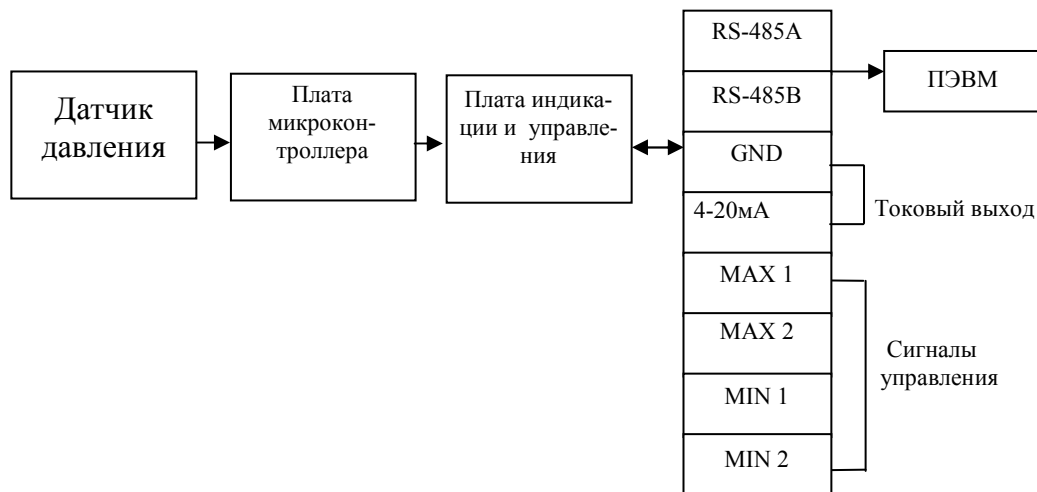 Датчик
давления
Плата
микрокон-
троллера
Плата индика-
ции и управле-
ния
RS-485A
RS-485B
GND
4-20мА
MAX 1
MAX 2
MIN 1
MIN 2
ПЭВМ
Токовый выход
Сигналы
управления